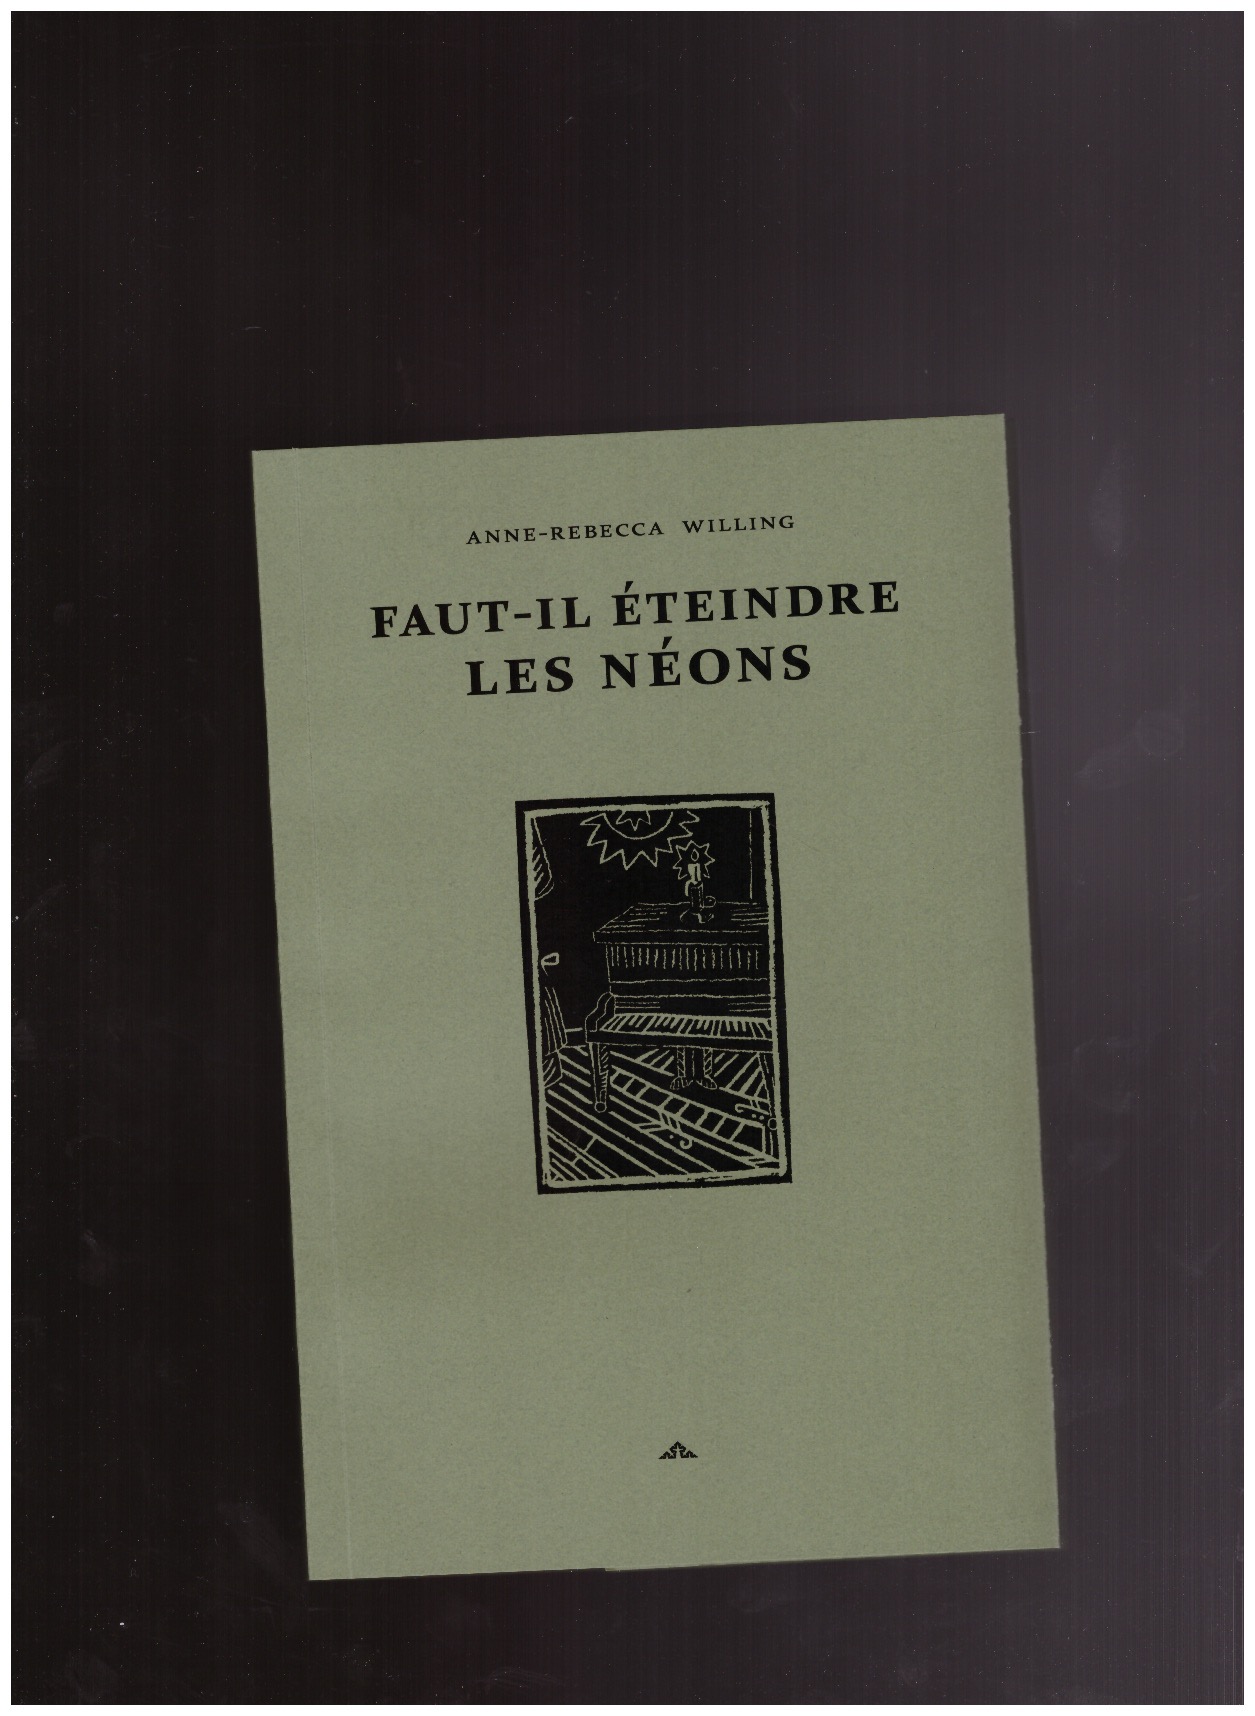 ANNE-REBECCA WILLING
FAUT-IL ÉTEINDRE
LES NÉONS